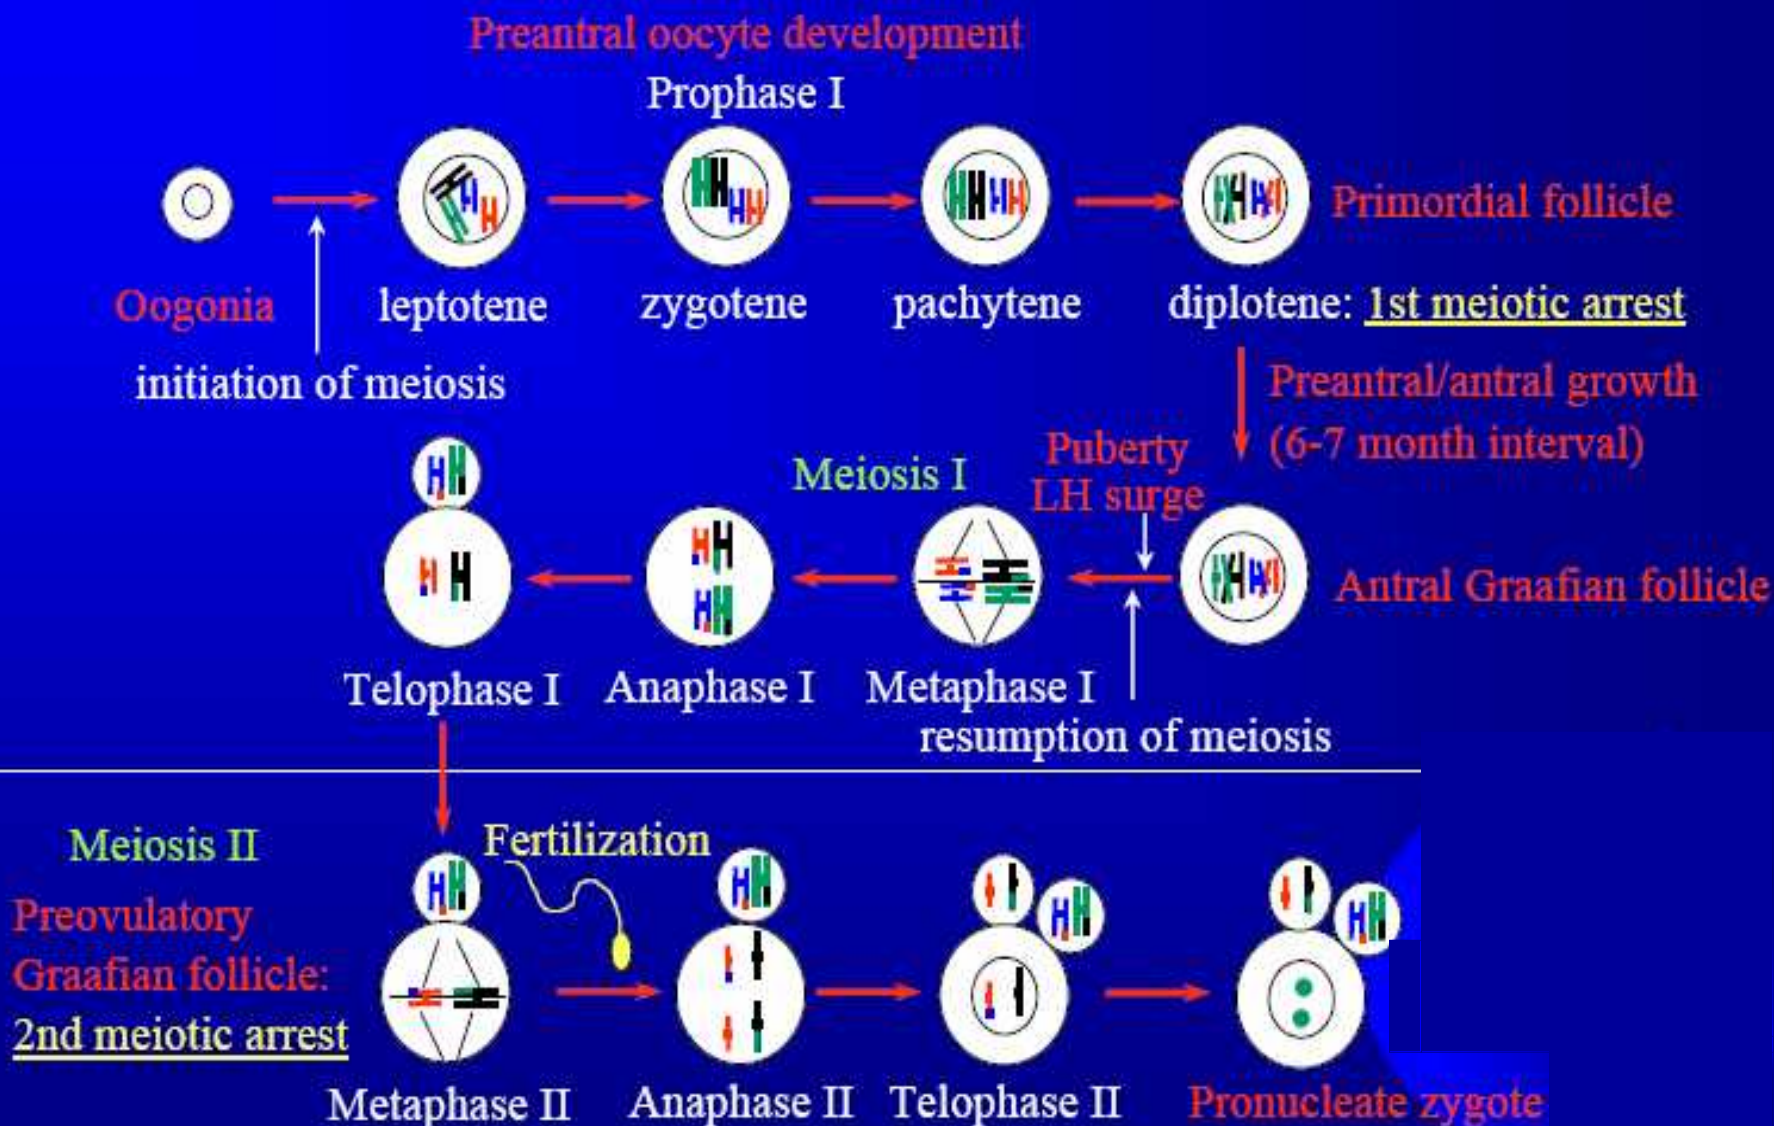 Preantral oocyte development
Prophase I
Primordial follicle
Oogonia
leptotene
zygotene
pachytene
diplotene: 1st meiotic arrest
initiation of meiosis
Preantral/antral growth
(6-7 month interval)
Puberty
LH surge
Meiosis I
Antral Graafian follicle
Telophase I
Anaphase I
Metaphase I
resumption of meiosis
Meiosis II
Fertilization
Preovulatory
Graafian follicle:
2nd meiotic arrest
Metaphase II
Anaphase II
Telophase II
Pronucleate zygote